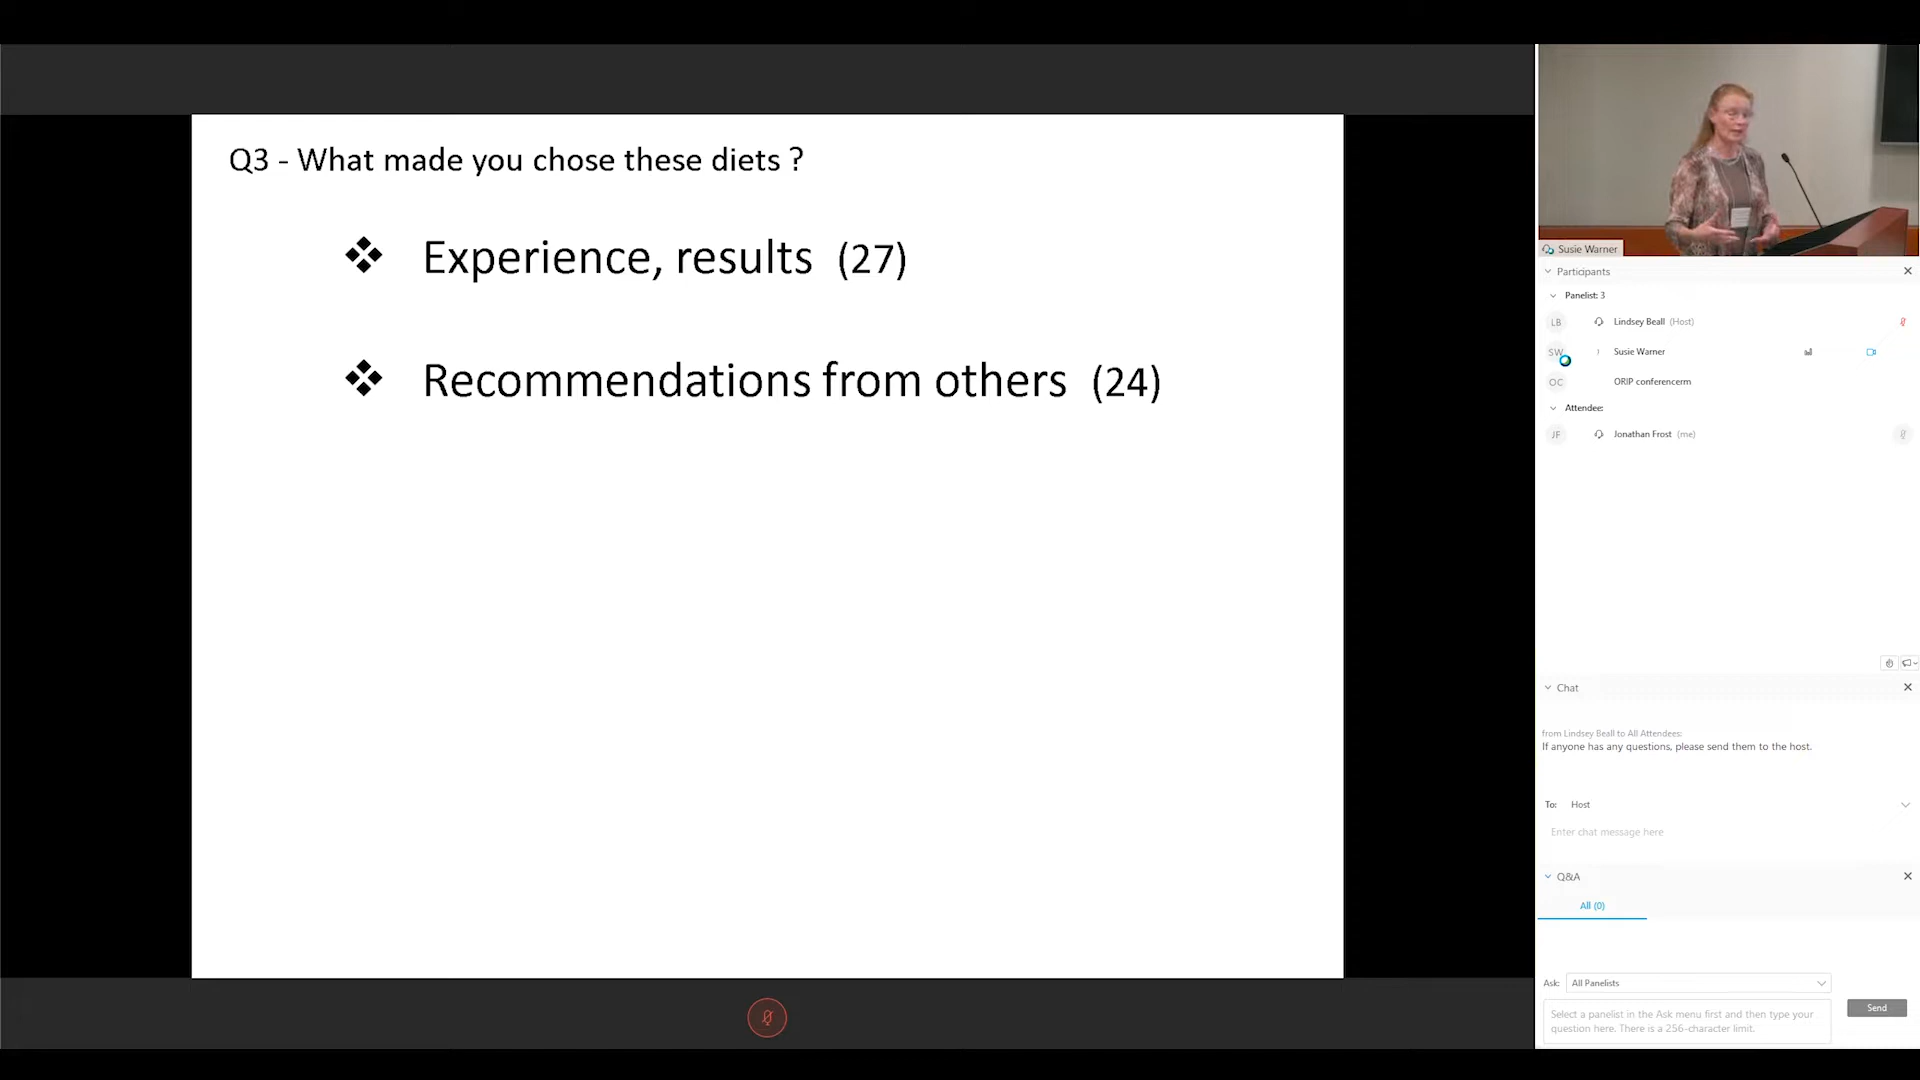 Q3 - What made you chose these diets ?
❖ Experience, results (27)
❖ Recommendations from others (24)
Susie Warner
Participants
Panelist: 3
LB Lindsey Beall (Host)
SW Susie Warner
OC ORIP conferencerm
Attendee:
JF Jonathan Frost (me)
Chat
from Lindsey Beall to All Attendees:
If anyone has any questions, please send them to the host.
To: Host
Enter chat message here
Q&A
All (0)
Ask: All Panelists
Select a panelist in the Ask menu first and then type your
question here. There is a 256-character limit.
Send